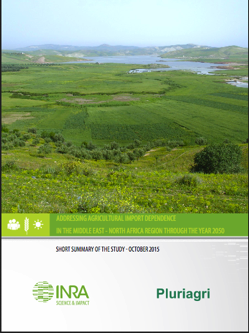 ADDRESSING AGRICULTURAL IMPORT DEPENDENCE
IN THE MIDDLE EAST - NORTH AFRICA REGION THROUGH THE YEAR 2050
SHORT SUMMARY OF THE STUDY - OCTOBER 2015
INRA
SCIENCE & IMPACT
Pluriagri